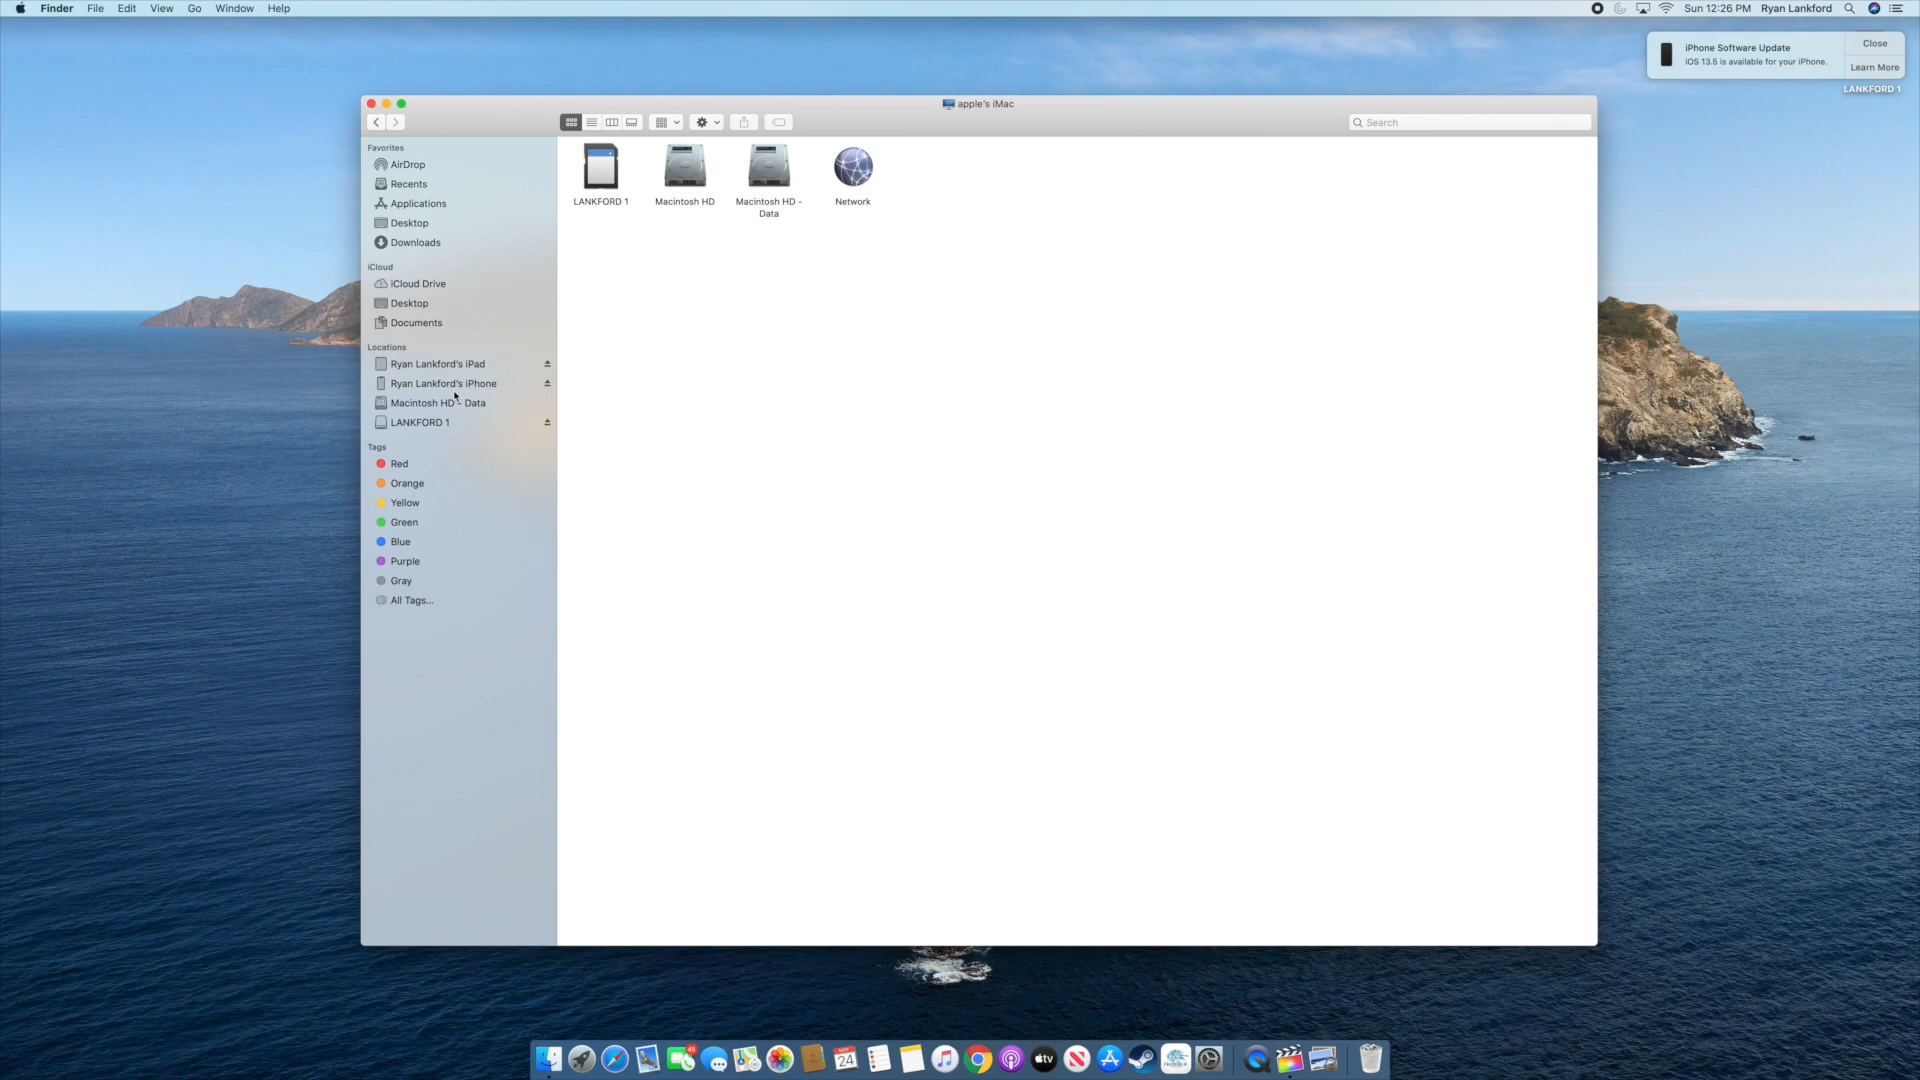 Finder File Edit View Go Window Help
Sun 12:26 PM Ryan Lankford
iPhone Software Update
iOS 13.5 is available for your iPhone.
Close
Learn More
LANKFORD 1
apple's iMac
Search
Favorites
AirDrop
Recents
Applications
Desktop
Downloads
iCloud
iCloud Drive
Desktop
Documents
Locations
Ryan Lankford's iPad
Ryan Lankford's iPhone
Macintosh HD - Data
LANKFORD 1
Tags
Red
Orange
Yellow
Green
Blue
Purple
Gray
All Tags...
LANKFORD 1
Macintosh HD
Macintosh HD -
Data
Network
24
tv